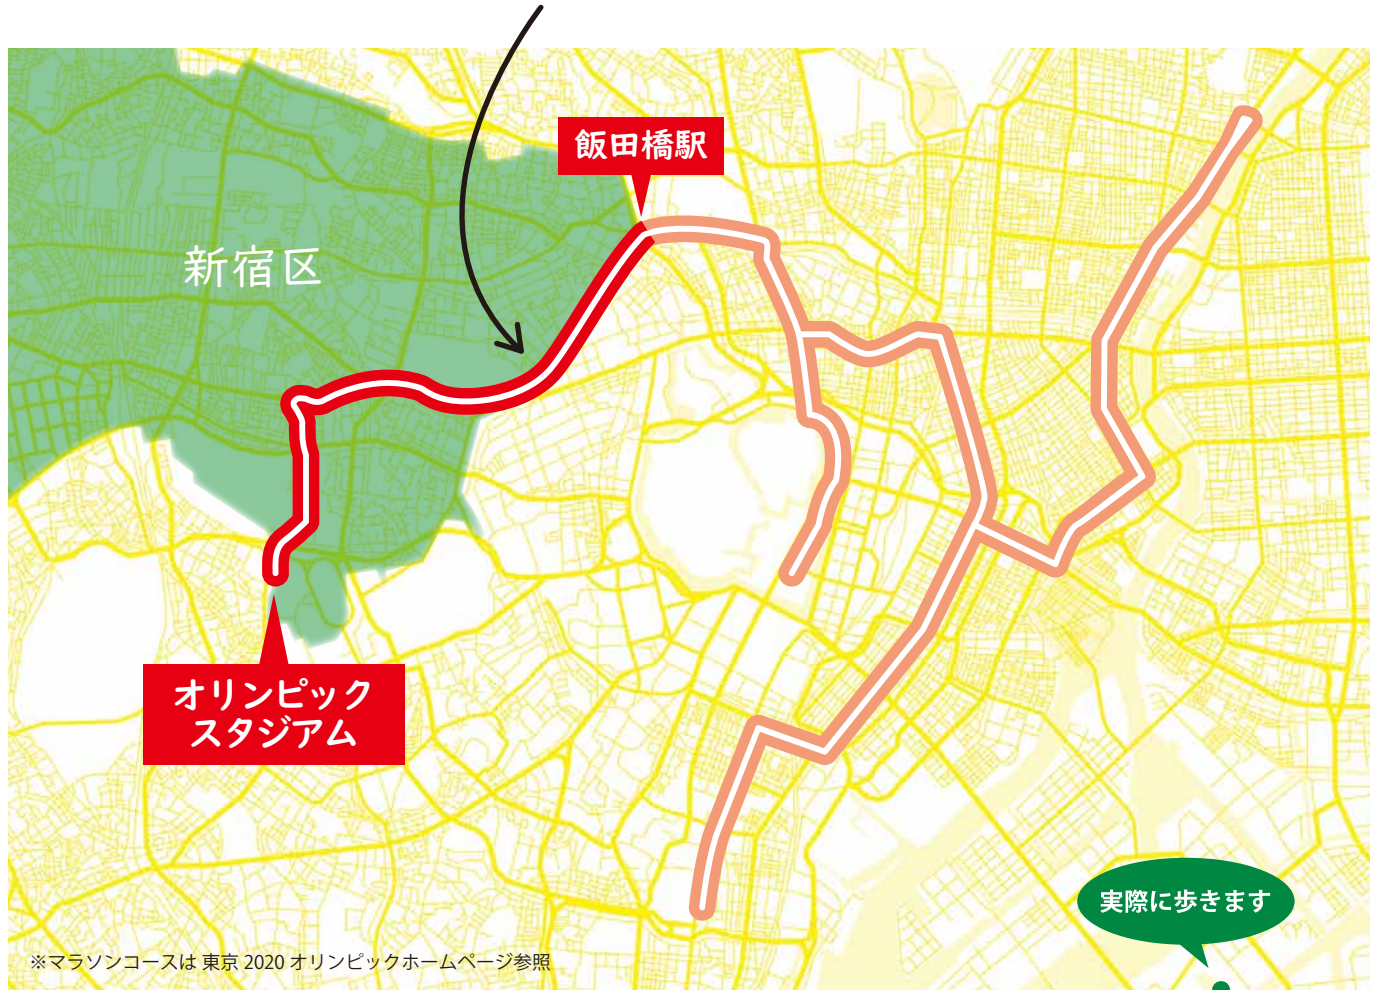 飯田橋駅
新宿区
オリンピック
スタジアム
実際に歩きます
※マラソンコースは 東京 2020 オリンピックホームページ参照